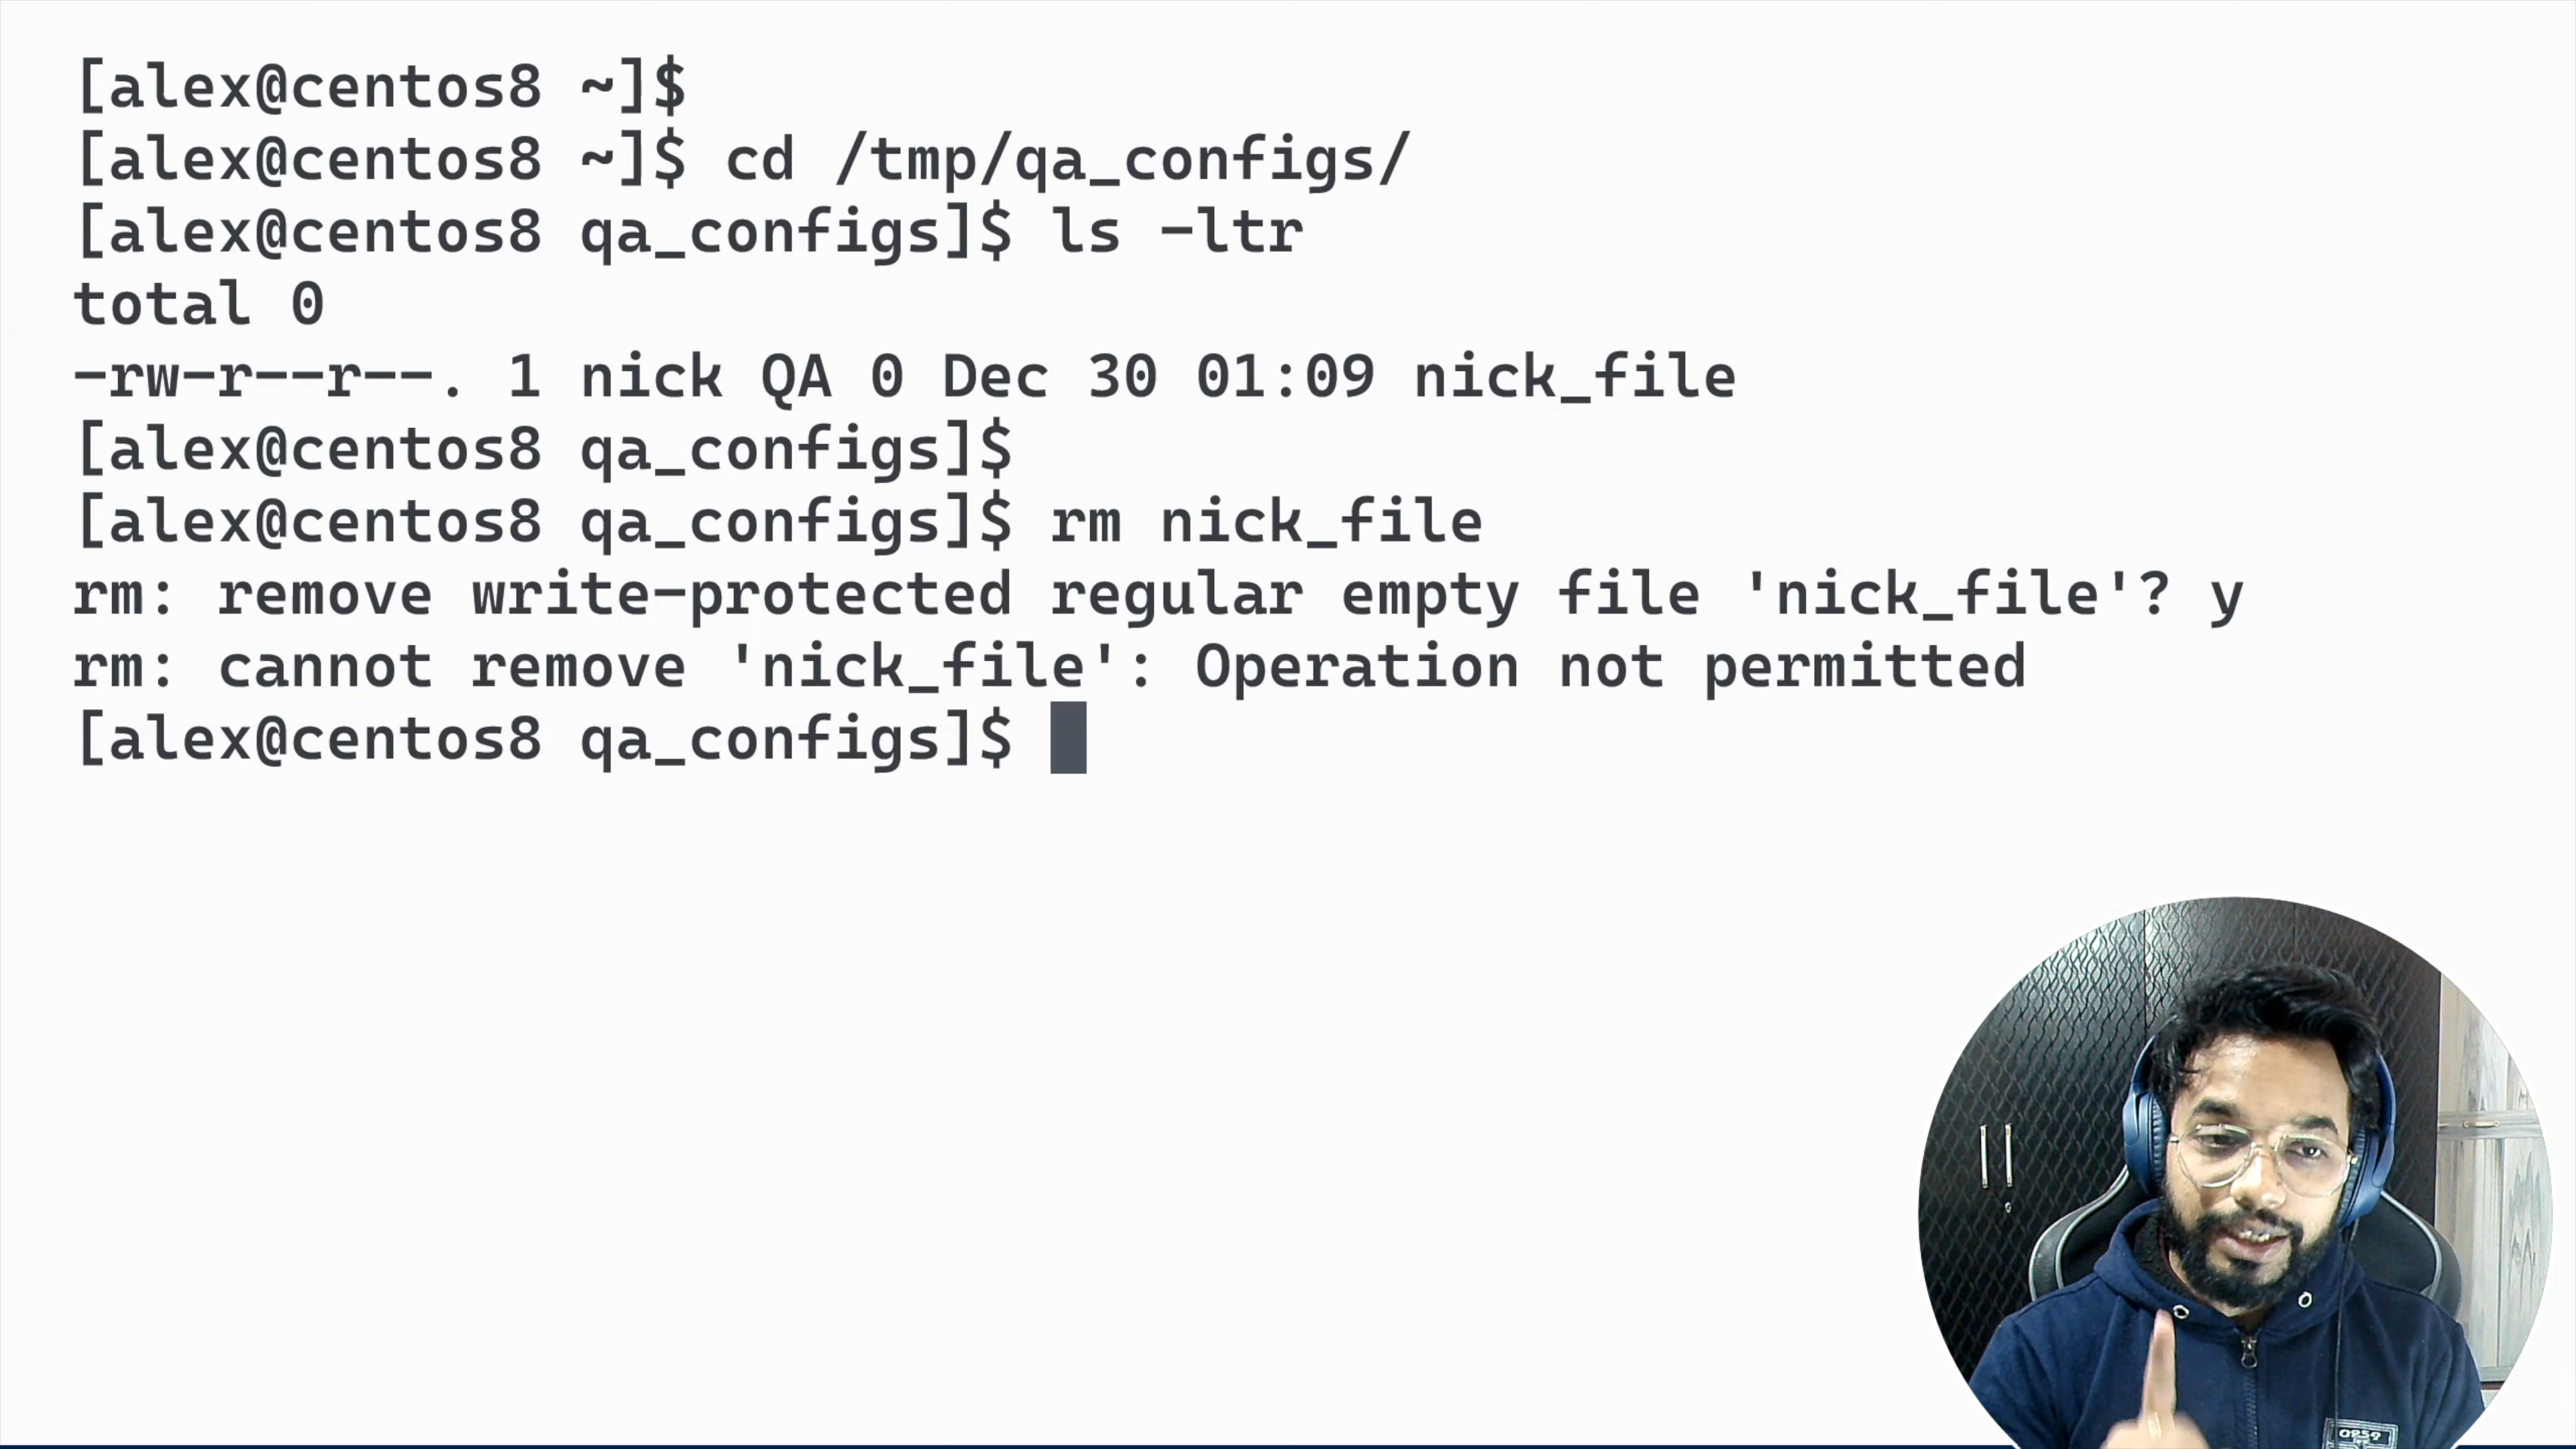 [alex@centos8 ~]$
[alex@centos8 ~]$ cd /tmp/qa_configs/
[alex@centos8 qa_configs]$ ls -ltr
total 0
-rw-r--r--. 1 nick QA 0 Dec 30 01:09 nick_file
[alex@centos8 qa_configs]$
[alex@centos8 qa_configs]$ rm nick_file
rm: remove write-protected regular empty file 'nick_file'? y
rm: cannot remove 'nick_file': Operation not permitted
[alex@centos8 qa_configs]$